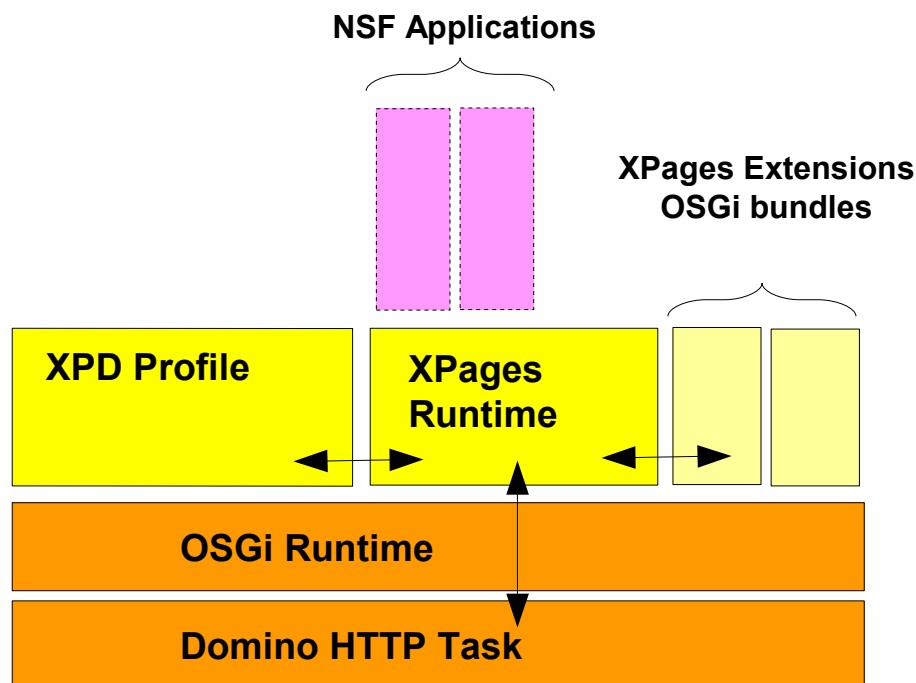 NSF Applications
XPages Extensions
OSGi bundles
XPD Profile
XPages
Runtime
OSGi Runtime
Domino HTTP Task